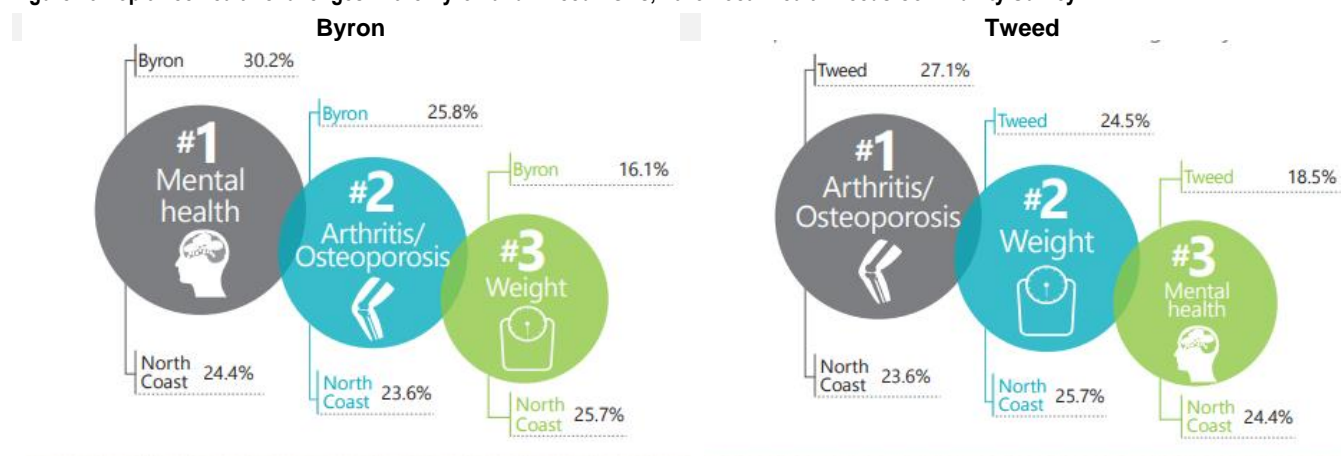 Byron
Byron 30.2%
#1
Mental
health
North
Coast 24.4%
Byron 25.8%
#2
Arthritis/
Osteoporosis
North
Coast 23.6%
Byron 16.1%
#3
Weight
North
Coast 25.7%
Tweed
Tweed 27.1%
#1
Arthritis/
Osteoporosis
North
Coast 23.6%
Tweed 24.5%
#2
Weight
North
Coast 25.7%
Tweed 18.5%
#3
Mental
health
North
Coast 24.4%